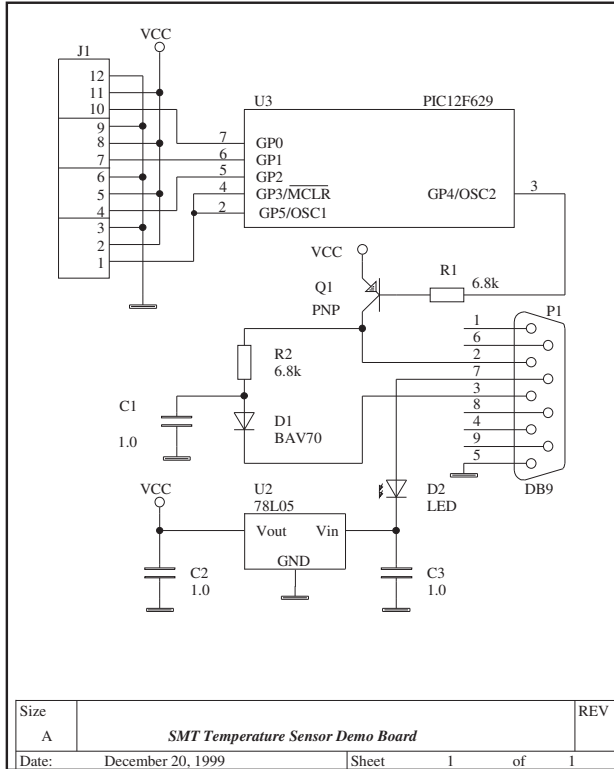 VCC
J1
12
11
10
9
8
7
6
5
4
3
2
1
U3
PIC12F629
7
GP0
6
GP1
5
GP2
4
GP3/MCLR
2
GP5/OSC1
GP4/OSC2
3
VCC
Q1
PNP
R1
6.8k
P1
1
6
2
7
3
8
4
9
5
DB9
R2
6.8k
C1
1.0
D1
BAV70
VCC
U2
78L05
Vout
Vin
GND
D2
LED
C2
1.0
C3
1.0
Size
A
SMT Temperature Sensor Demo Board
REV
Date: December 20, 1999
Sheet 1 of 1